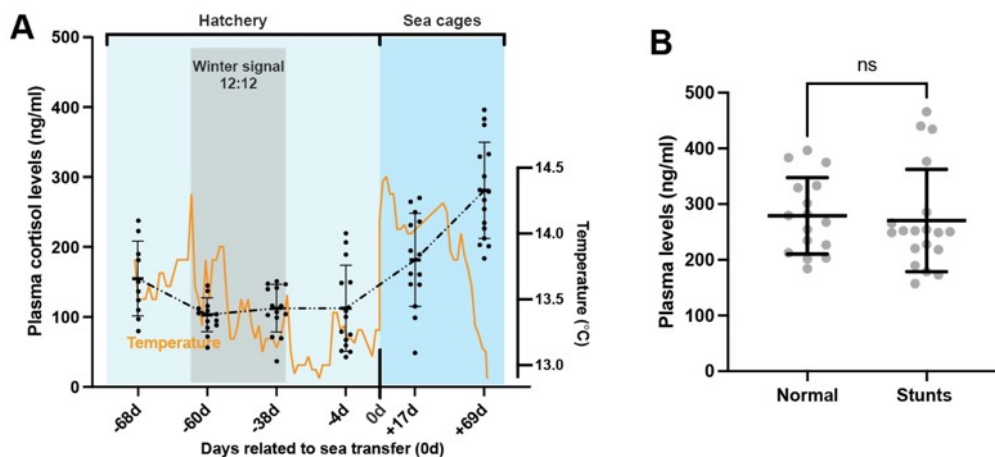 A
Hatchery
Sea cages
Winter signal
12:12
Plasma cortisol levels (ng/ml)
500
400
300
200
100
0
Temperature
14.5
14.0
13.5
13.0
Temperature (°C)
-68d
-60d
-38d
-4d
0d
+17d
+69d
Days related to sea transfer (0d)
B
ns
Plasma levels (ng/ml)
500
400
300
200
100
0
Normal
Stunts